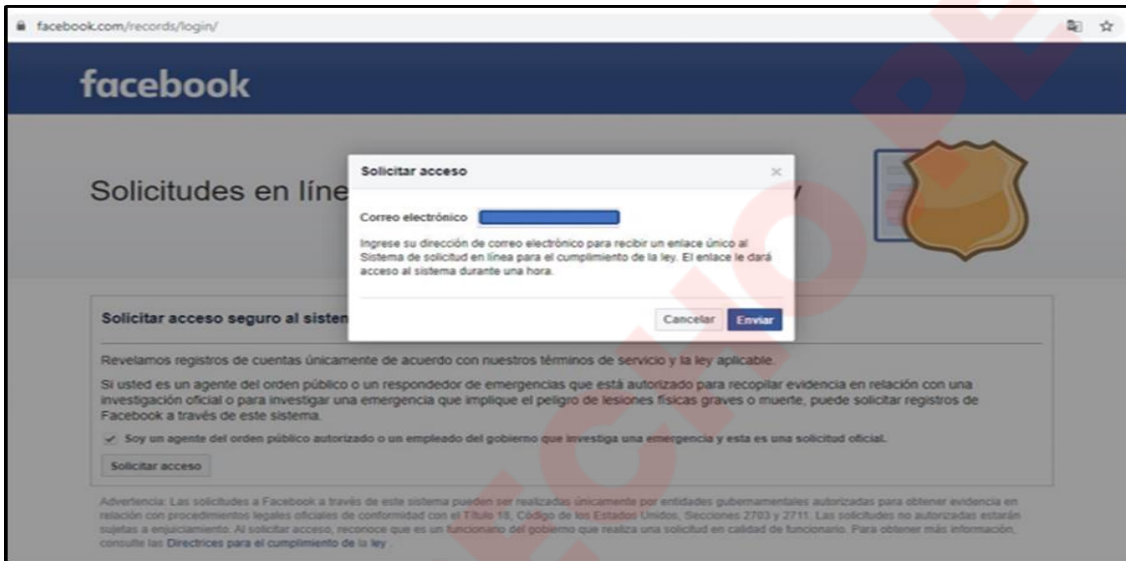 facebook.com/records/login/
facebook
Solicitudes en líne
y
Solicitar acceso
Correo electrónico
Ingrese su dirección de correo electrónico para recibir un enlace único al
Sistema de solicitud en línea para el cumplimiento de la ley. El enlace le dará
acceso al sistema durante una hora.
Cancelar Enviar
Solicitar acceso seguro al sisten
Revelamos registros de cuentas únicamente de acuerdo con nuestros términos de servicio y la ley aplicable.
Si usted es un agente del orden público o un respondedor de emergencias que está autorizado para recopilar evidencia en relación con una
investigación oficial o para investigar una emergencia que implique el peligro de lesiones físicas graves o muerte, puede solicitar registros de
Facebook a través de este sistema.
Soy un agente del orden público autorizado o un empleado del gobierno que investiga una emergencia y esta es una solicitud oficial.
Solicitar acceso
Advertencia: Las solicitudes a Facebook a través de este sistema pueden ser realizadas únicamente por entidades gubernamentales autorizadas para obtener evidencia en
relación con procedimientos legales oficiales de conformidad con el Título 18, Código de los Estados Unidos, Secciones 2703 y 2711. Las solicitudes no autorizadas estarán
sujetas a enjuiciamiento. Al solicitar acceso, reconoce que es un funcionario del gobierno que realiza una solicitud en calidad de funcionario. Para obtener más información,
consulte las Directrices para el cumplimiento de la ley .
ECHO PE